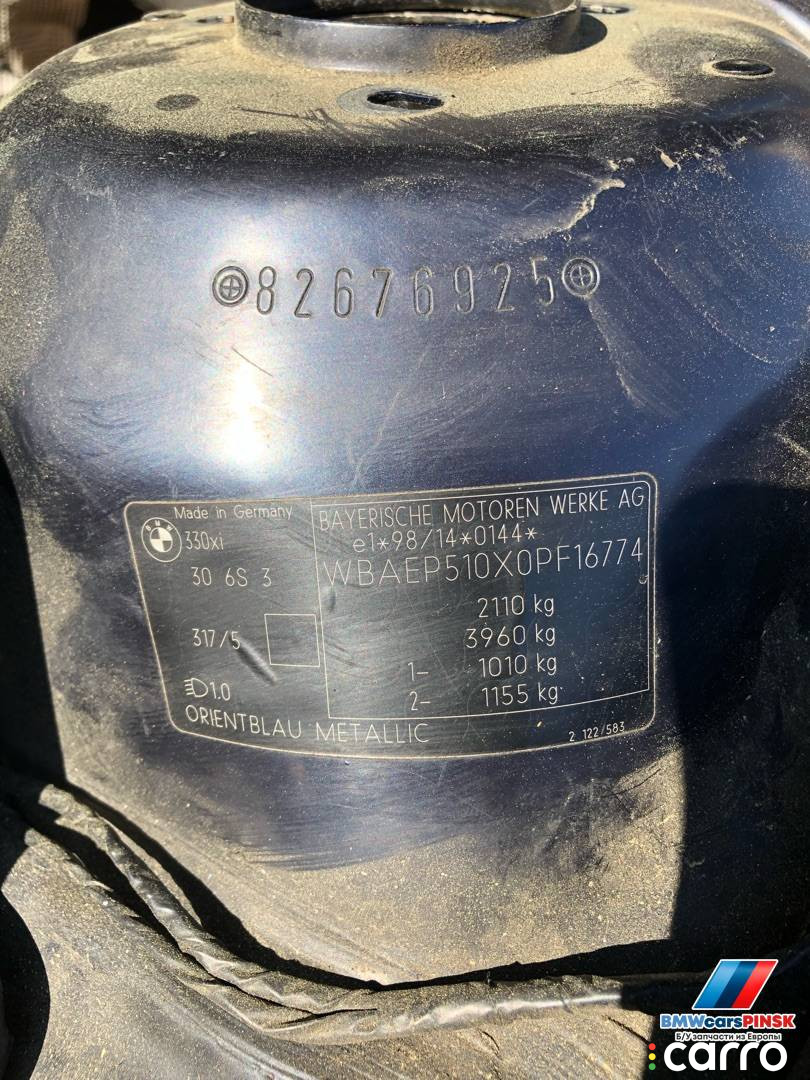 82676925
Made in Germany
BMW
330xi
30 6S 3
317/5
1.0
ORIENTBLAU METALLIC
BAYERISCHE MOTOREN WERKE AG
e1*98/14*0144*
WBAEP510X0PF16774
2110 kg
3960 kg
1- 1010 kg
2- 1155 kg
2 122/583
BMWcarsPINSK
Б/У запчасти из Европы
carro